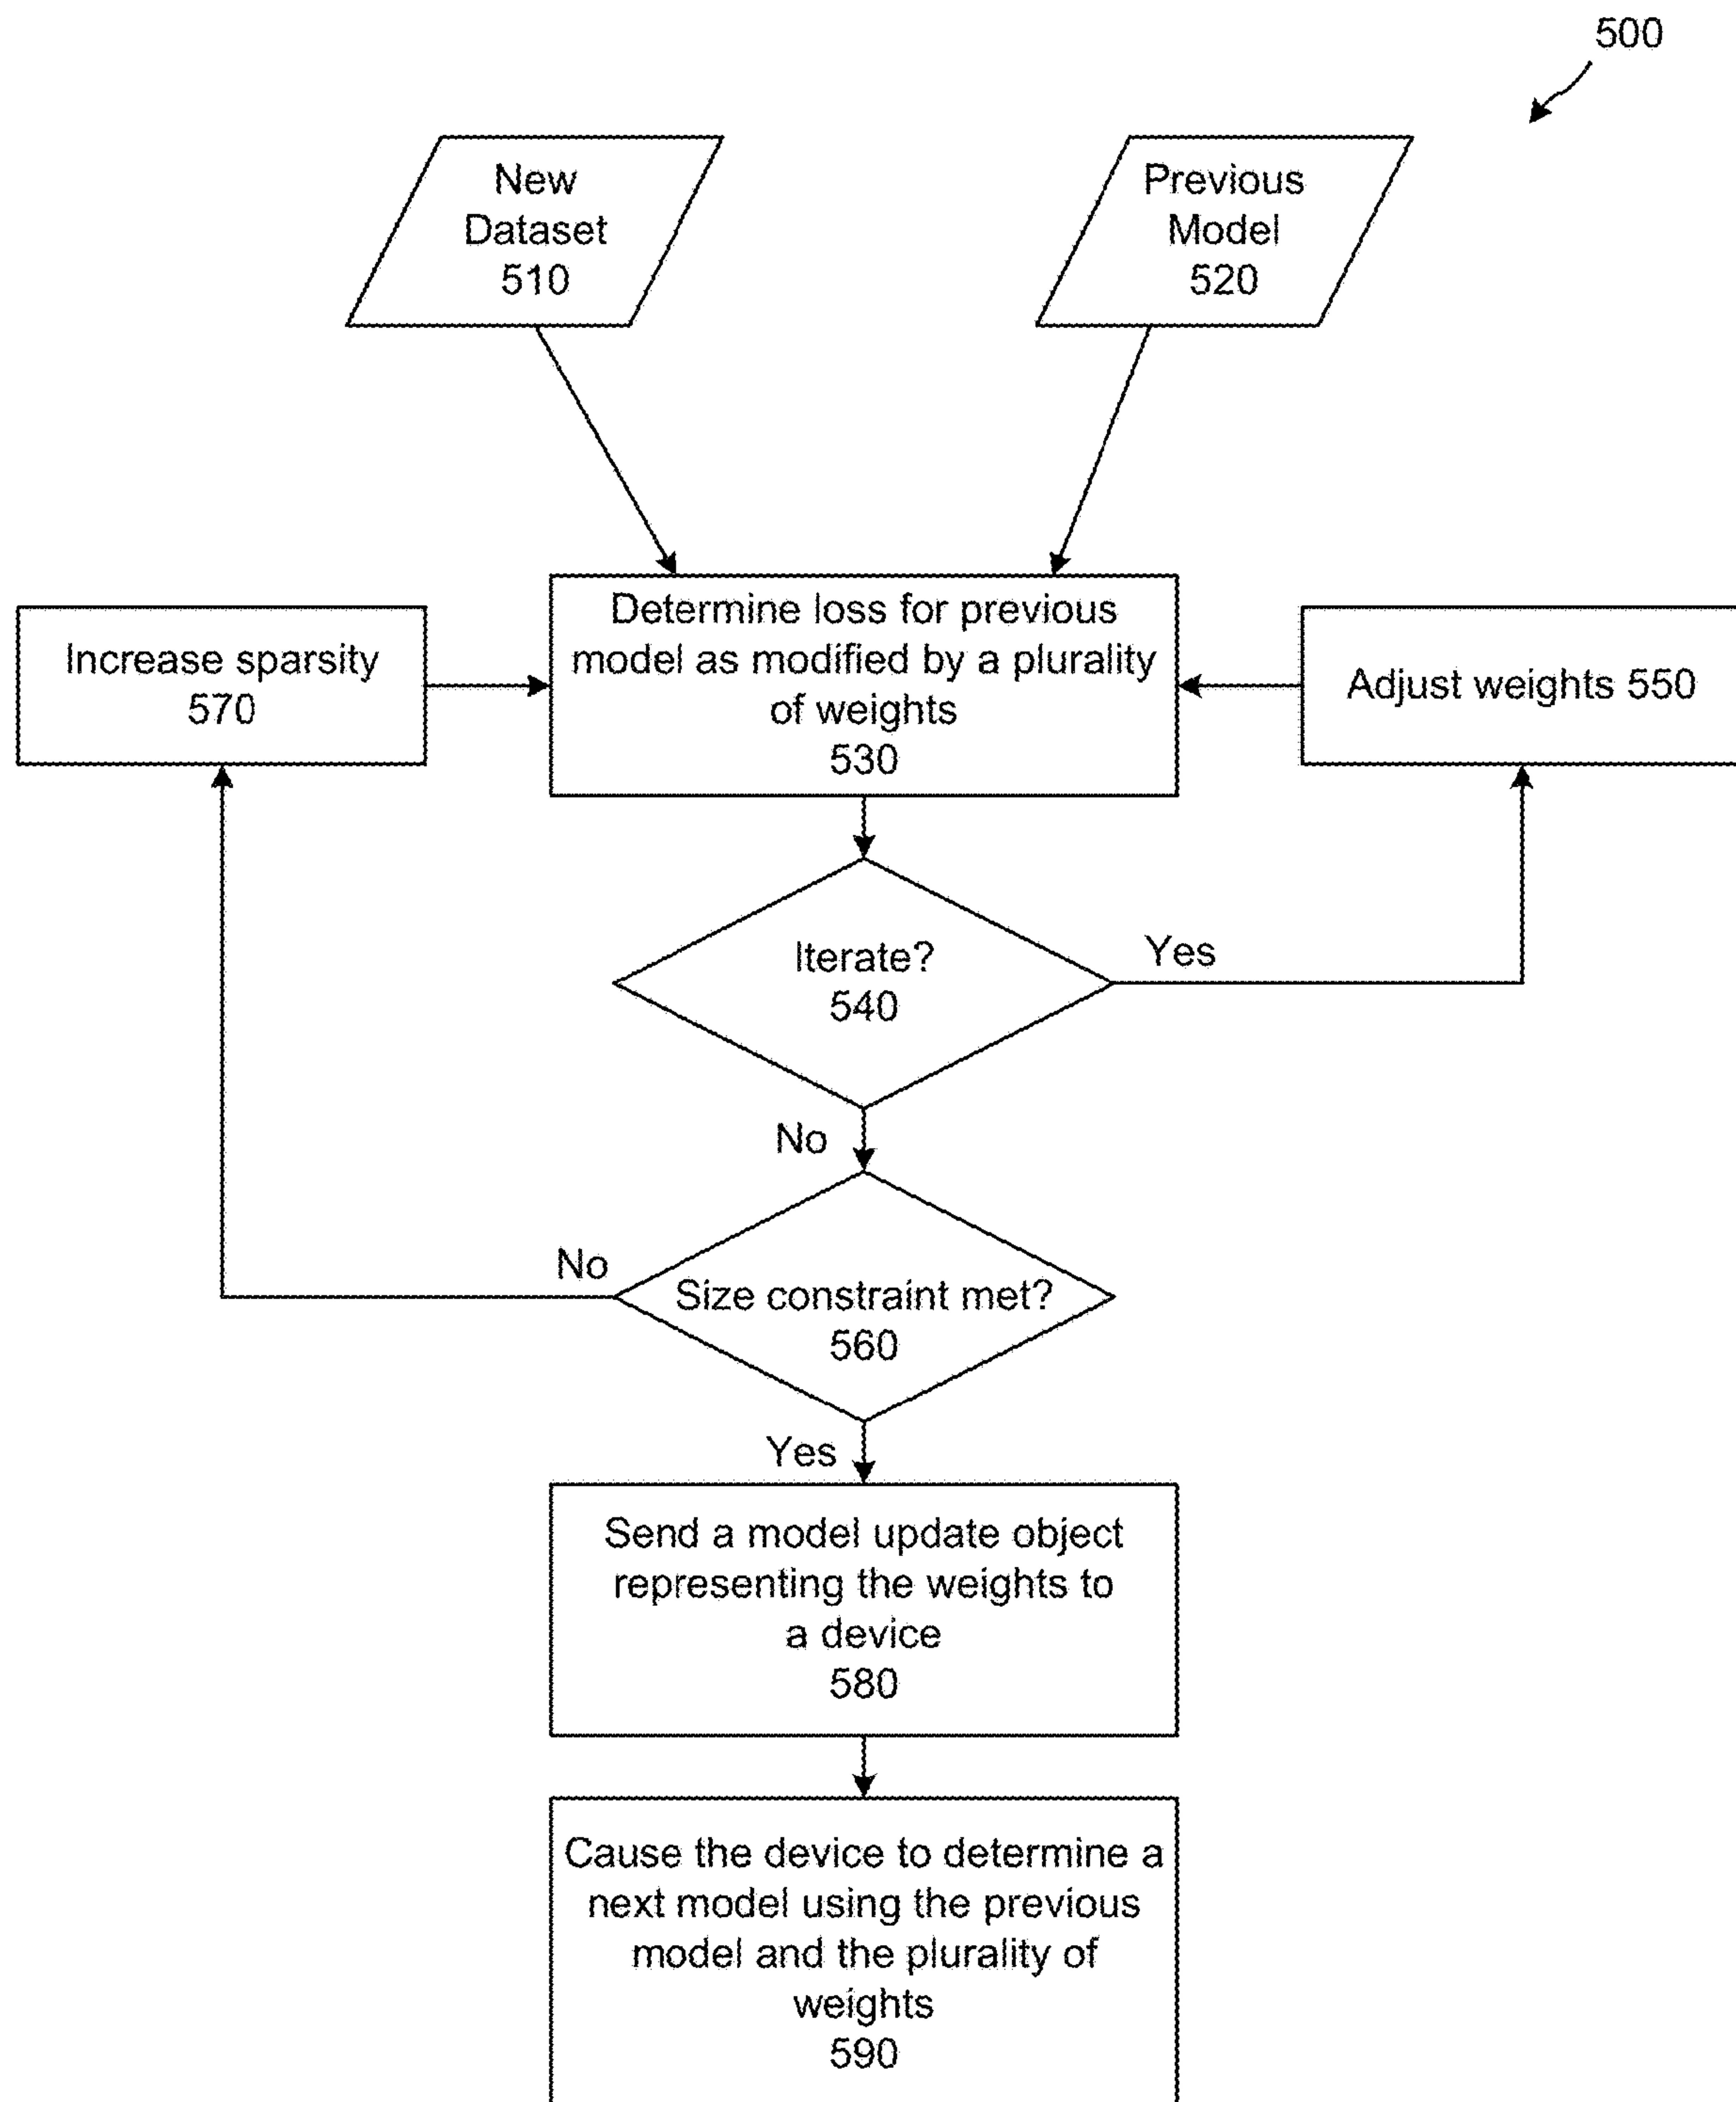 500
New
Dataset
510
Previous
Model
520
Increase sparsity
570
Determine loss for previous
model as modified by a plurality
of weights
530
Adjust weights 550
Iterate?
540
Yes
No
Size constraint met?
560
No
Yes
Send a model update object
representing the weights to
a device
580
Cause the device to determine a
next model using the previous
model and the plurality of
weights
590